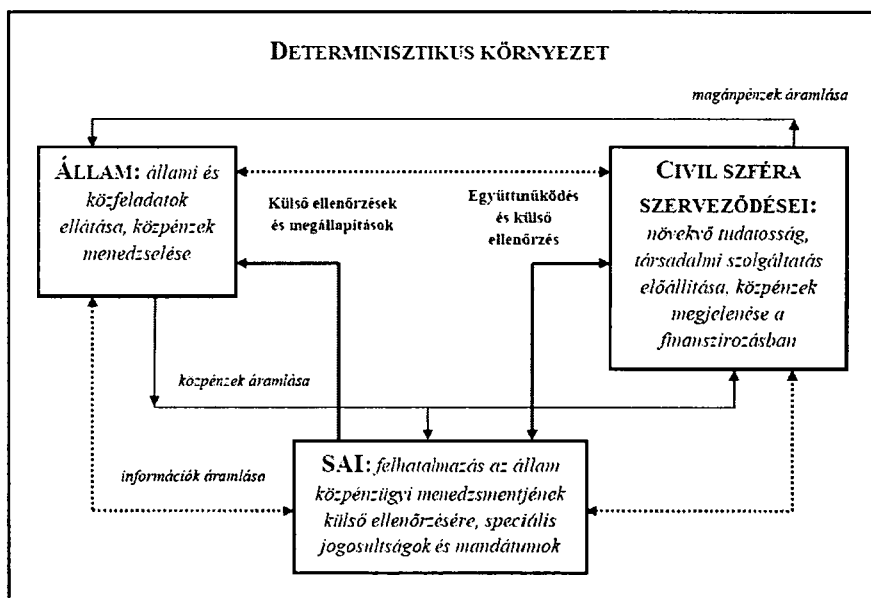 DETERMINISZTIKUS KÖRNYEZET
magánpénzek áramlása
ÁLLAM: állami és
közfeladatok
ellátása, közpénzek
menedzselése
Külső ellenőrzések
és megállapítások
Együttműködés
és külső
ellenőrzés
CIVIL SZFÉRA
SZERVEZŐDÉSEI:
növekvő tudatosság,
társadalmi szolgáltatás
előállítása, közpénzek
megjelenése a
finanszírozásban
közpénzek áramlása
információk áramlása
SAI: felhatalmazás az állam
közpénzügyi menedzsmentjének
külső ellenőrzésére, speciális
jogosultságok és mandátumok